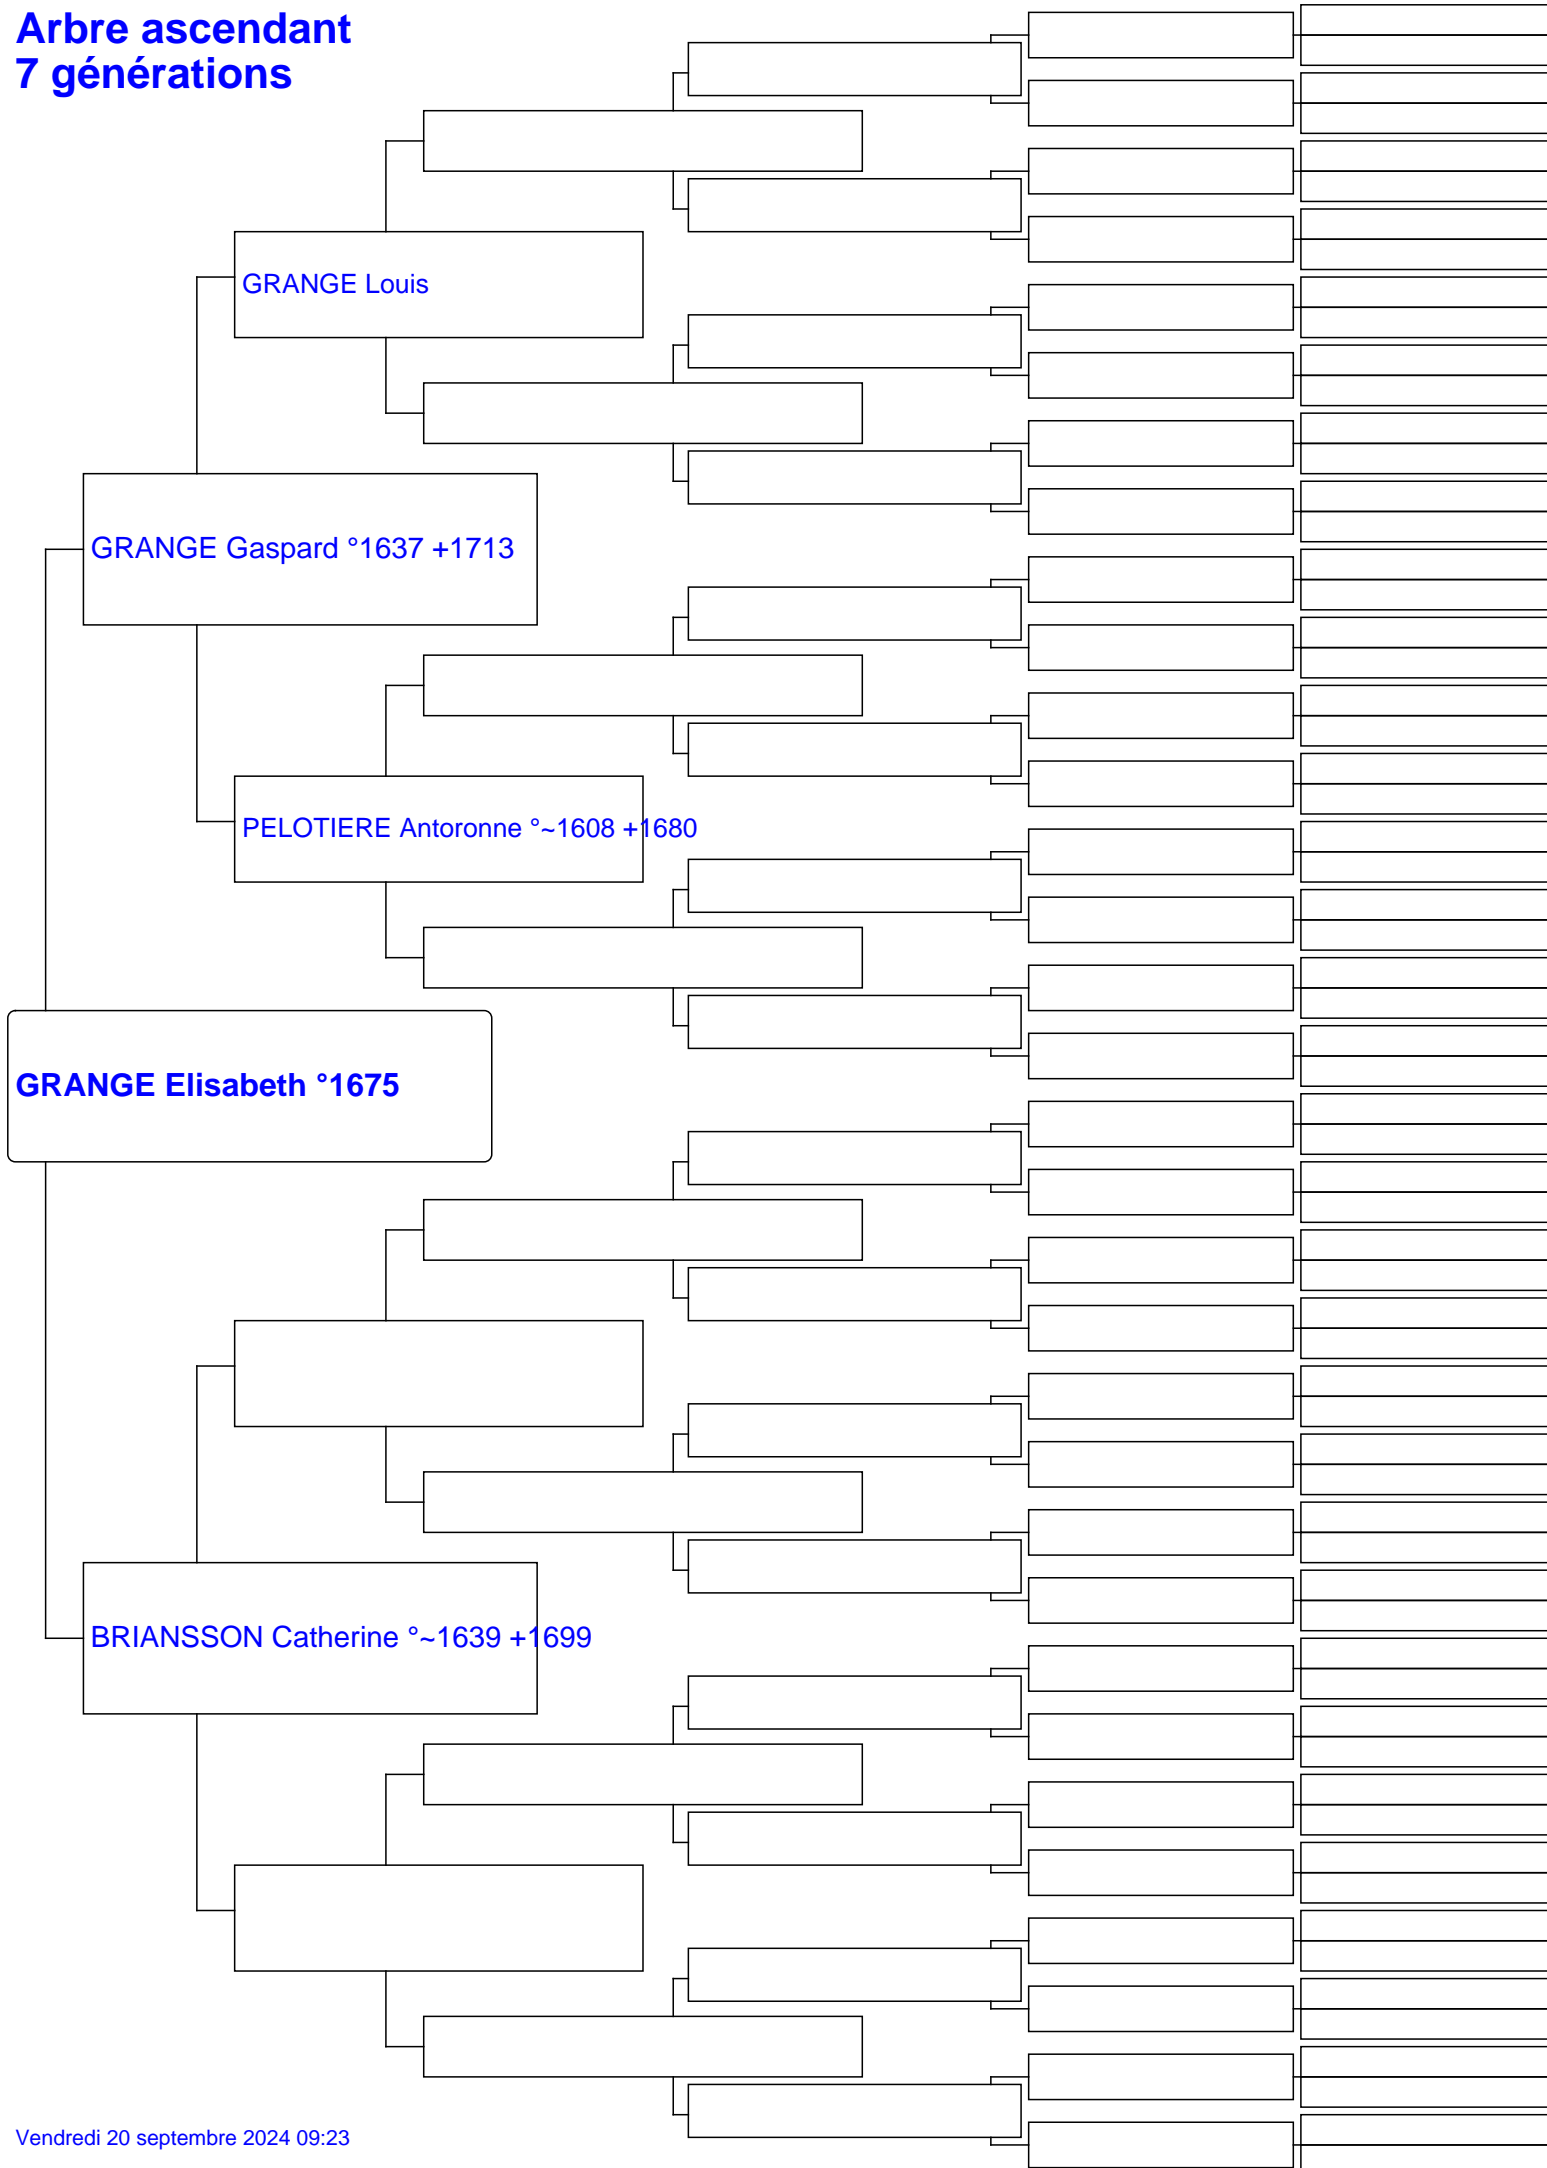 Arbre ascendant
7 générations
GRANGE Louis
GRANGE Gaspard °1637 +1713
PELOTIERE Antoronne °~1608 +1680
GRANGE Elisabeth °1675
BRIANSSON Catherine °~1639 +1699
Vendredi 20 septembre 2024 09:23